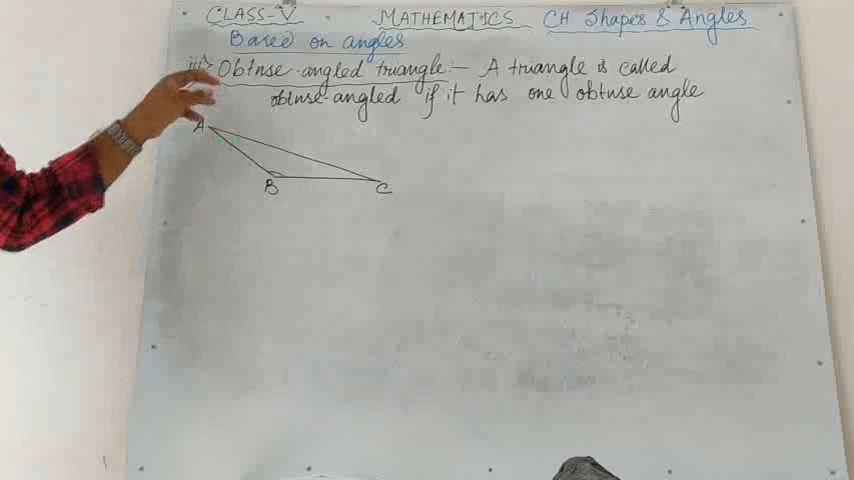 CLASS-V MATHEMATICS CH Shapes & Angles
Based on angles
iii) Obtuse-angled triangle:- A triangle is called
obtuse-angled if it has one obtuse angle
A
B
C